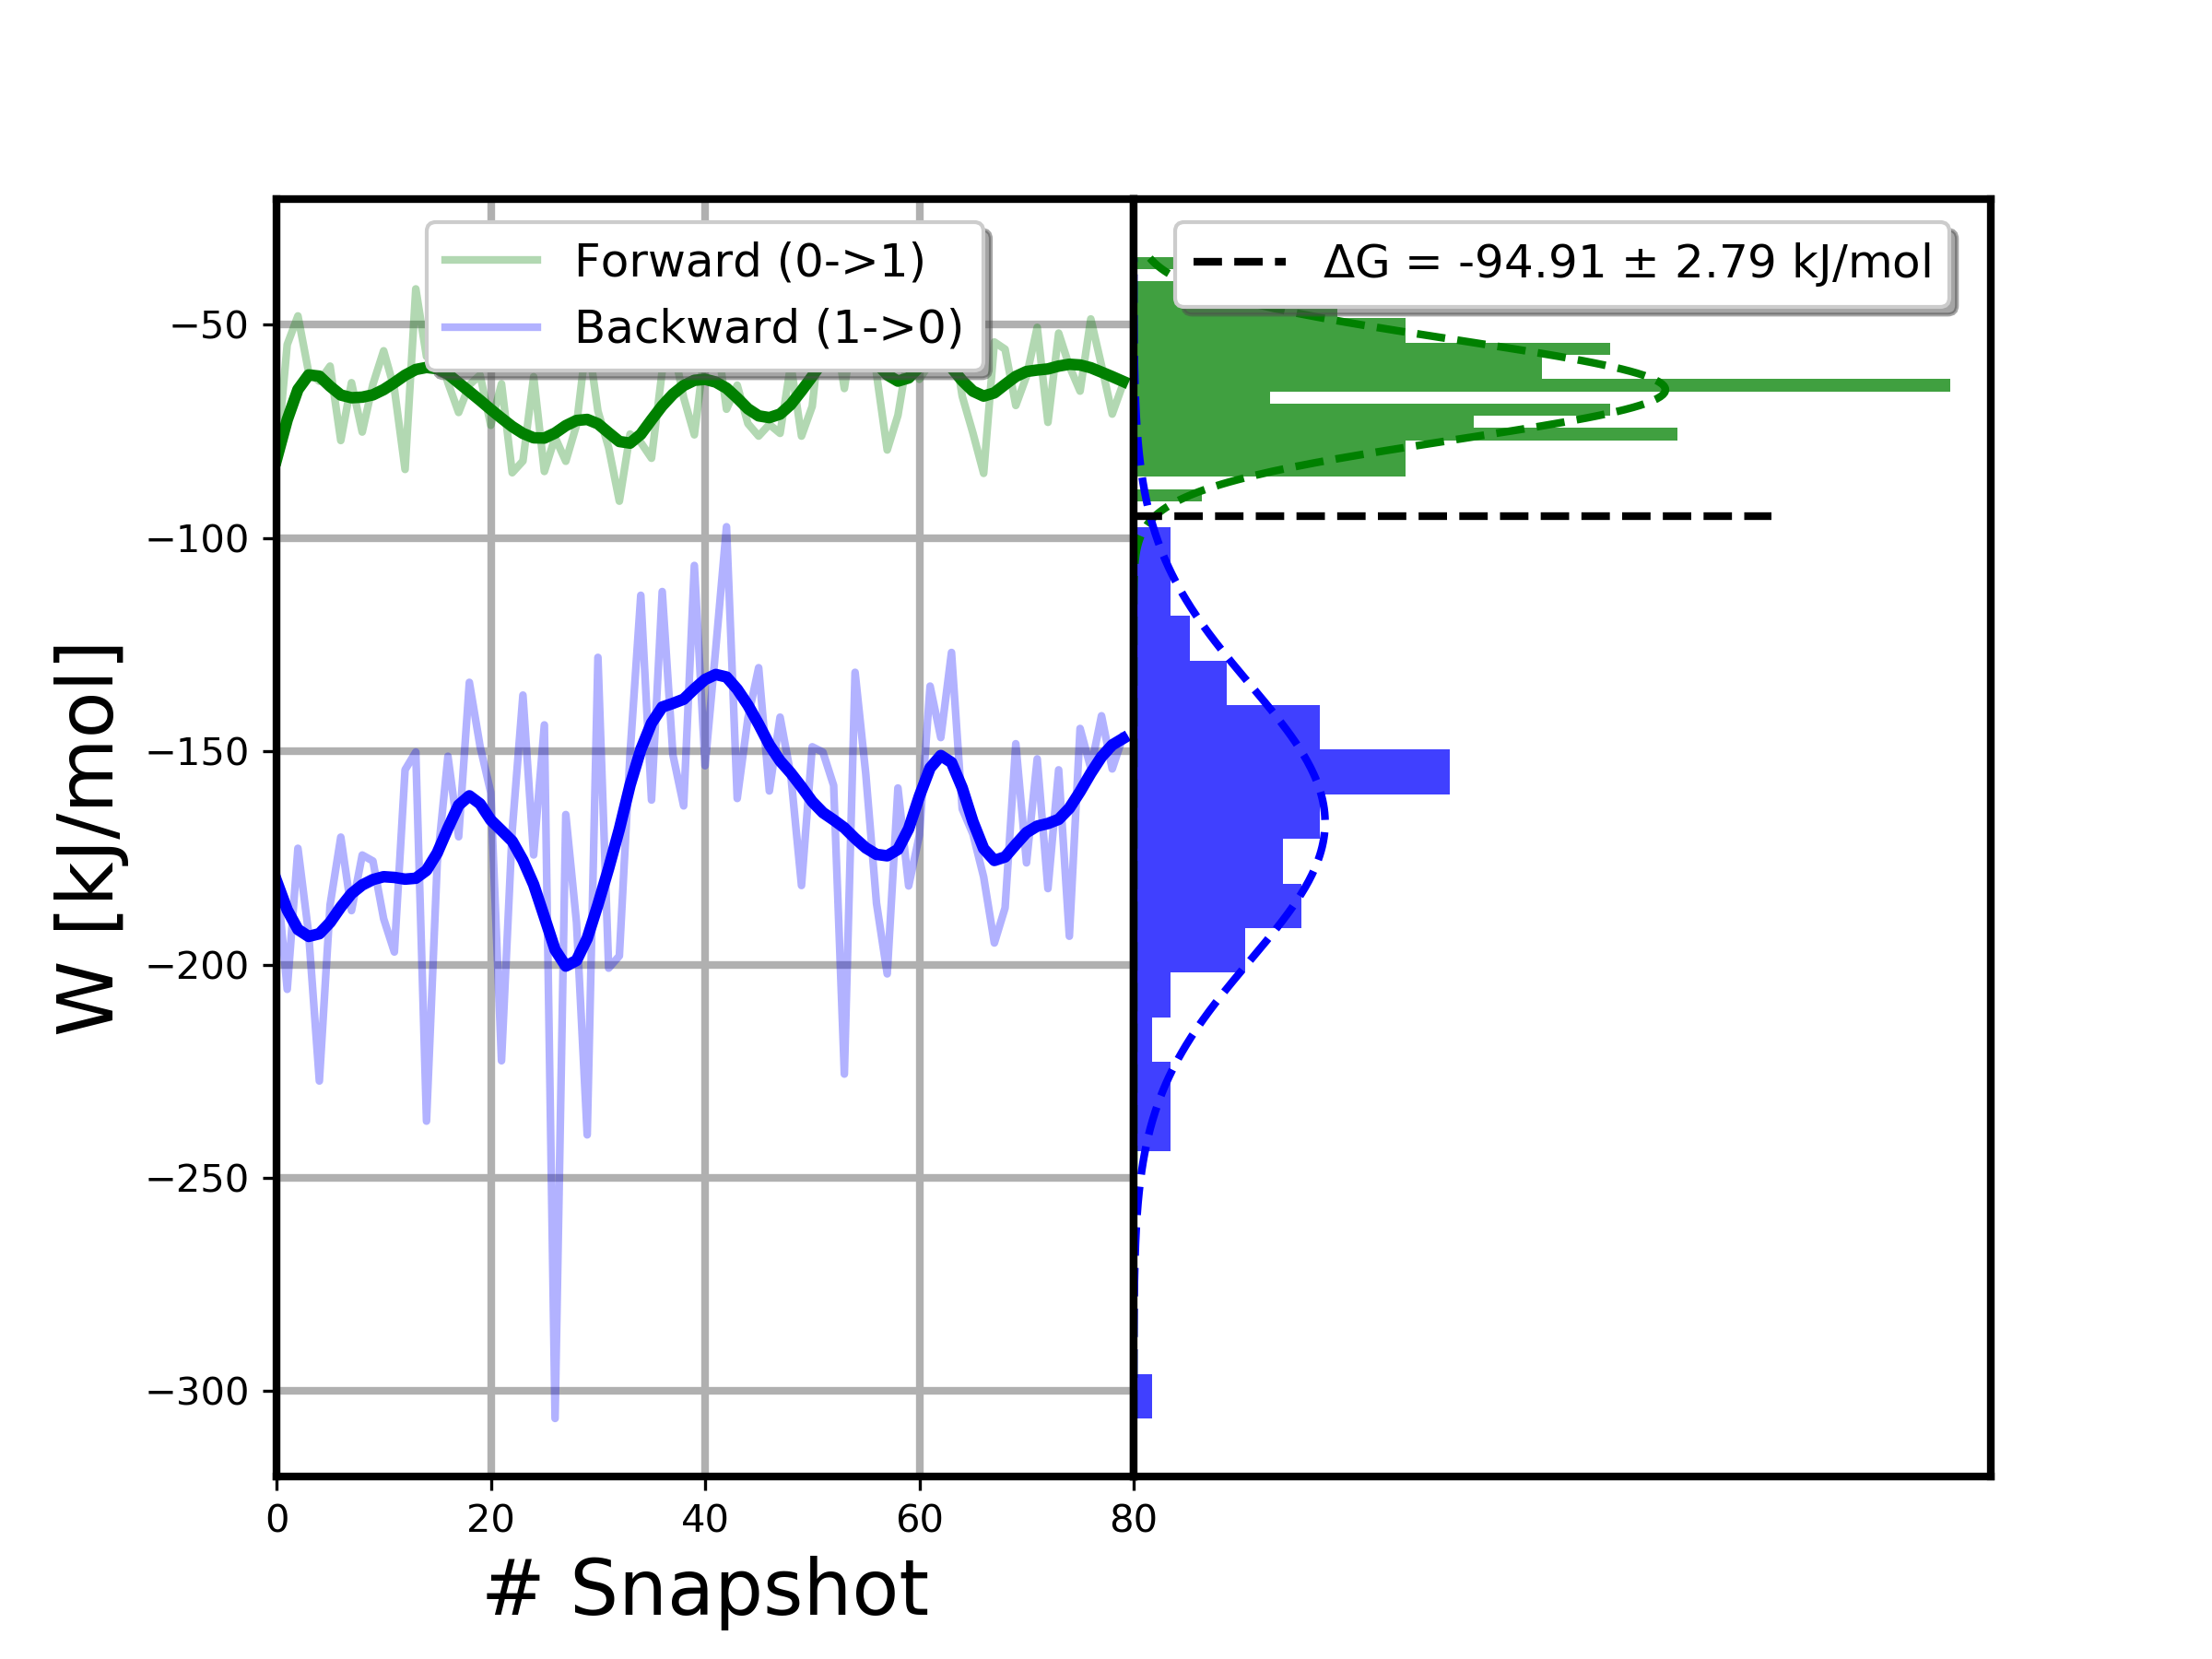 Forward (0->1)
Backward (1->0)
ΔG = -94.91 ± 2.79 kJ/mol
−50
−100
−150
−200
−250
−300
W [kJ/mol]
0 20 40 60 80
# Snapshot